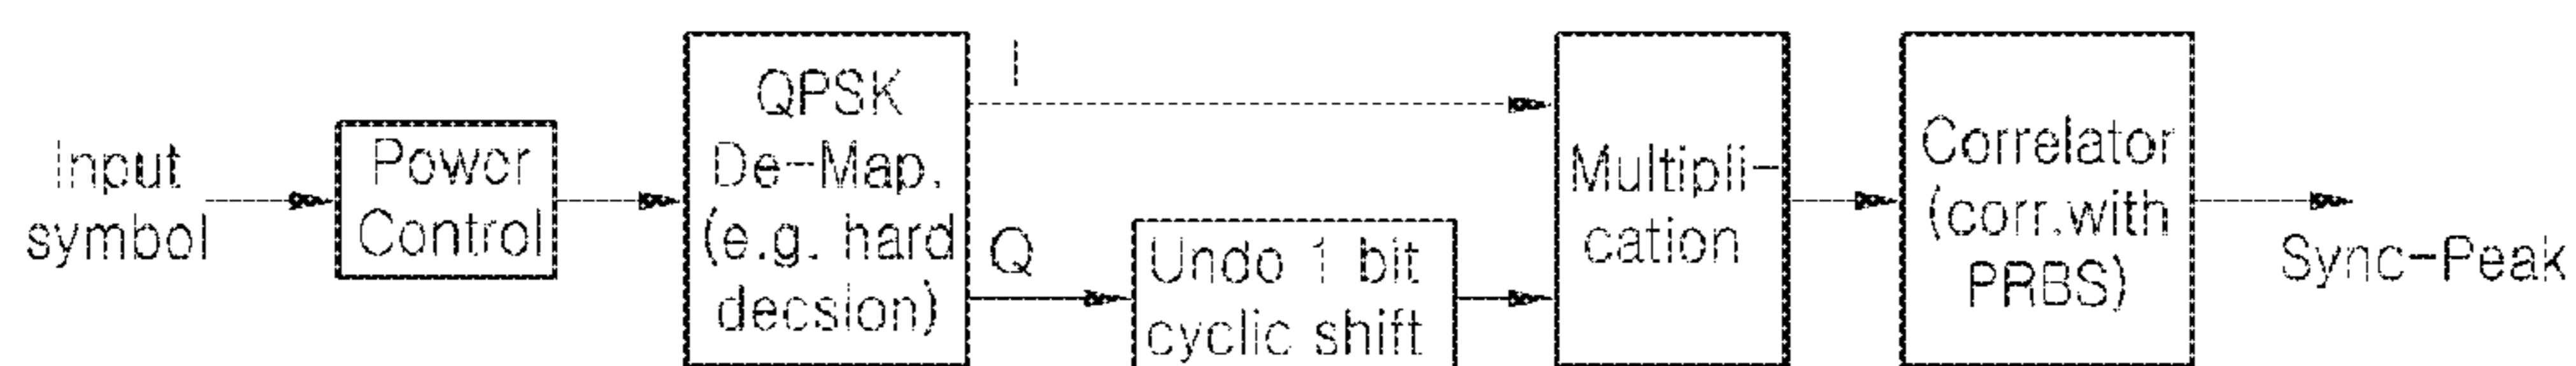 Input
symbol
Power
Control
QPSK
De-Map.
(e.g. hard
decsion)
I
Q
Undo 1 bit
cyclic shift
Multipli-
cation
Correlator
(corr.with
PRBS)
Sync-Peak